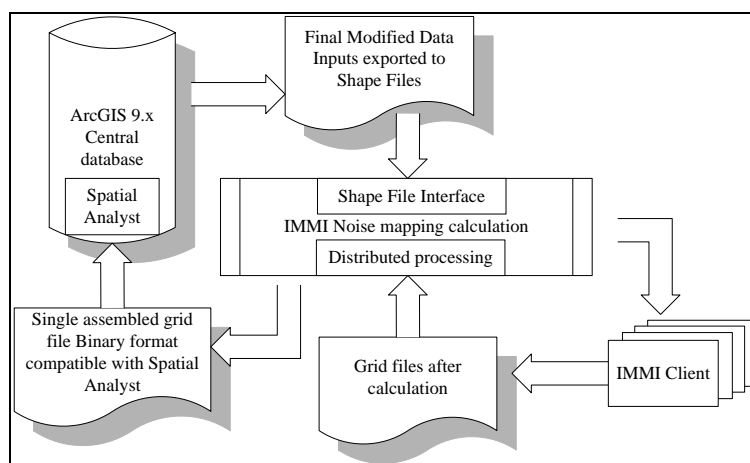 ArcGIS 9.x
Central
database
Spatial
Analyst
Final Modified Data
Inputs exported to
Shape Files
Shape File Interface
IMMI Noise mapping calculation
Distributed processing
Single assembled grid
file Binary format
compatible with Spatial
Analyst
Grid files after
calculation
IMMI Client